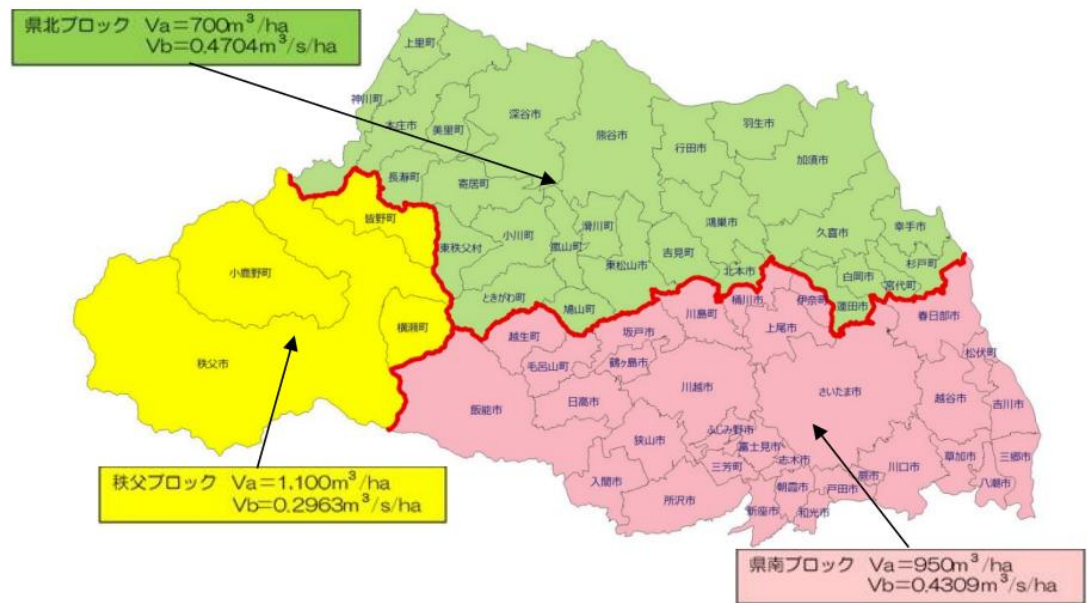 県北ブロック Va=700m³/ha
Vb=0.4704m³/s/ha
上里町
神川町
本庄市
美里町
深谷市
熊谷市
行田市
羽生市
加須市
長瀞町
寄居町
皆野町
東秩父村
小川町
嵐山町
滑川町
東松山市
吉見町
鴻巣市
北本市
久喜市
幸手市
白岡市
杉戸町
宮代町
蓮田市
小鹿野町
ときがわ町
鳩山町
横瀬町
秩父市
越生町
坂戸市
川島町
桶川市
伊奈町
上尾市
春日部市
毛呂山町
鶴ヶ島市
松伏町
飯能市
日高市
川越市
さいたま市
越谷市
吉川市
狭山市
ふじみ野市
富士見市
三芳町
志木市
入間市
所沢市
朝霞市
新座市
和光市
戸田市
蕨市
川口市
草加市
三郷市
八潮市
秩父ブロック Va=1,100m³/ha
Vb=0.2963m³/s/ha
県南ブロック Va=950m³/ha
Vb=0.4309m³/s/ha